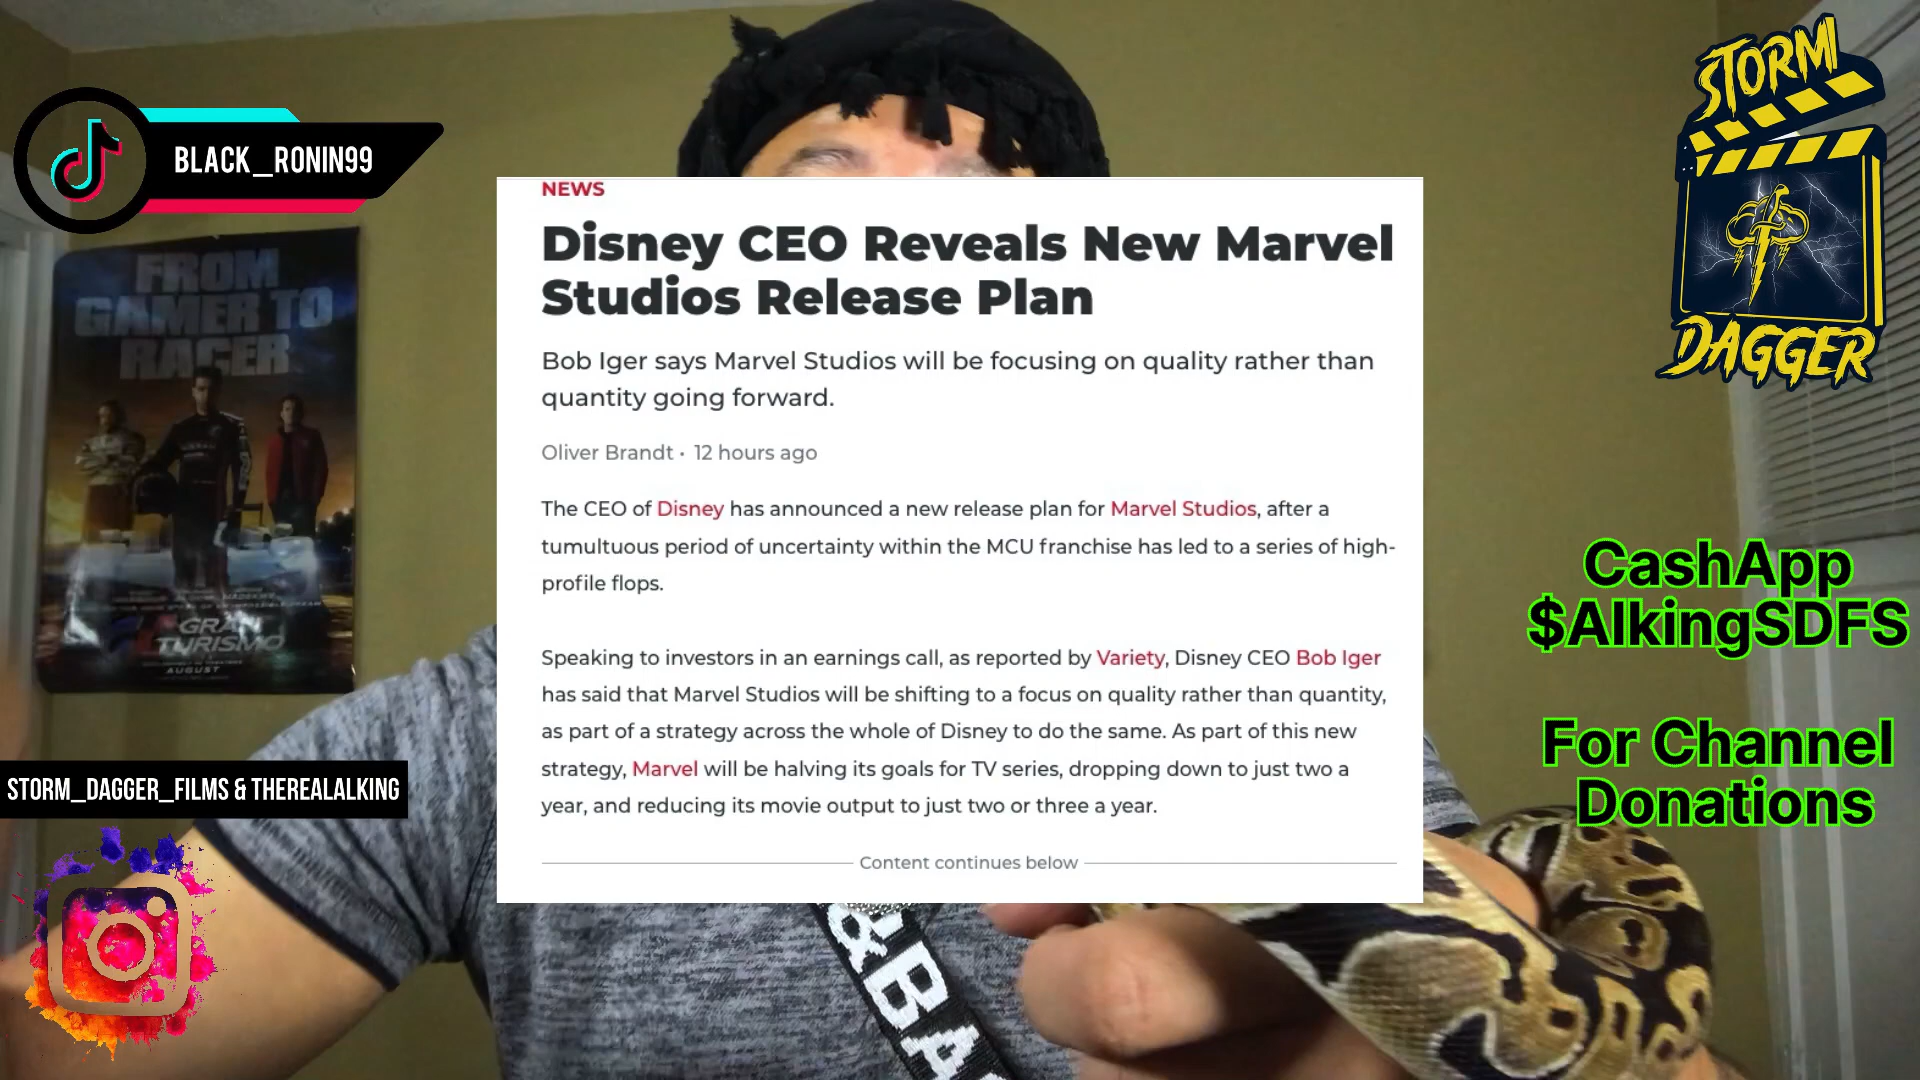 BLACK_RONIN99
STORM
DAGGER
FROM
GAMER TO
RACER
GRAN
TURISMO
AUGUST
NEWS
Disney CEO Reveals New Marvel
Studios Release Plan
Bob Iger says Marvel Studios will be focusing on quality rather than
quantity going forward.
Oliver Brandt • 12 hours ago
The CEO of Disney has announced a new release plan for Marvel Studios, after a
tumultuous period of uncertainty within the MCU franchise has led to a series of high-
profile flops.
Speaking to investors in an earnings call, as reported by Variety, Disney CEO Bob Iger
has said that Marvel Studios will be shifting to a focus on quality rather than quantity,
as part of a strategy across the whole of Disney to do the same. As part of this new
strategy, Marvel will be halving its goals for TV series, dropping down to just two a
year, and reducing its movie output to just two or three a year.
Content continues below
CashApp
$AlkingSDFS
For Channel
Donations
STORM_DAGGER_FILMS & THEREALALKING
&BA